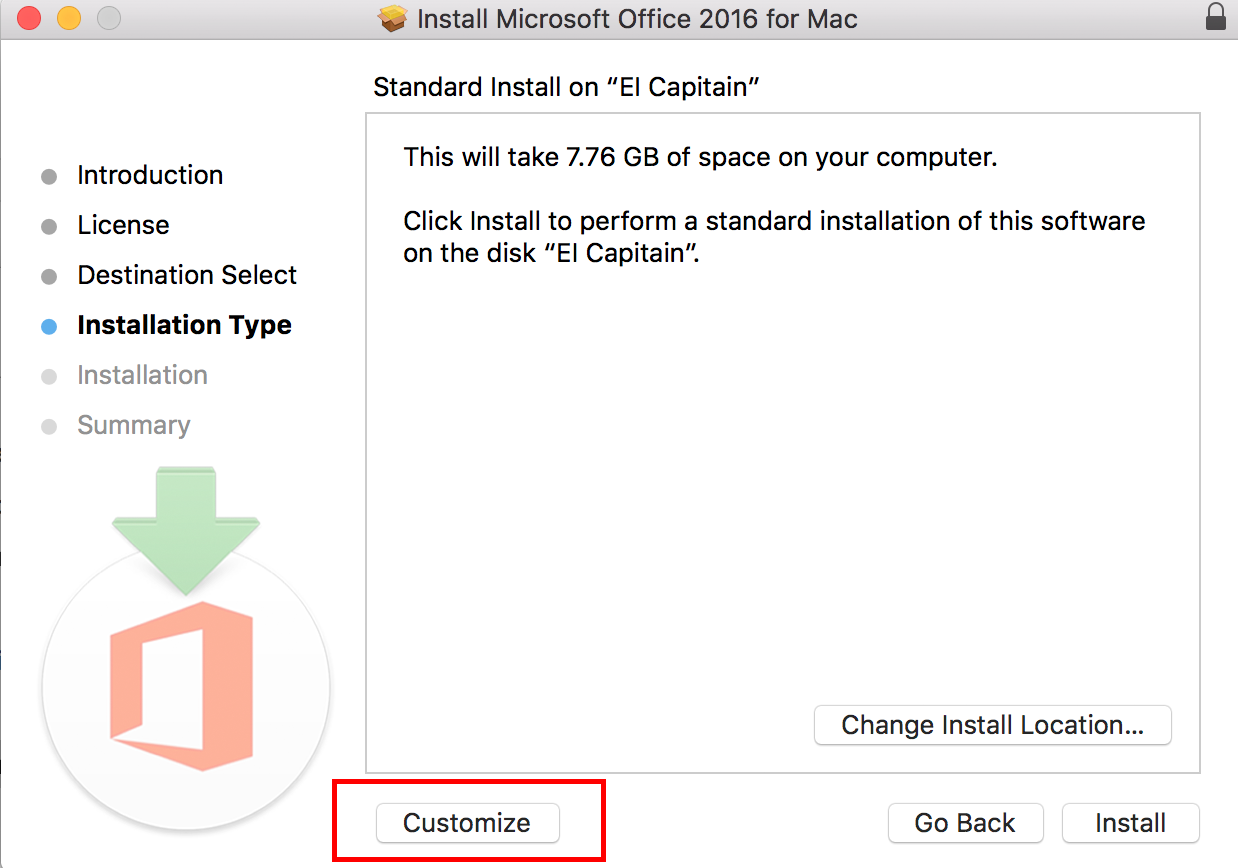 Install Microsoft Office 2016 for Mac
Standard Install on “El Capitain”
This will take 7.76 GB of space on your computer.
Click Install to perform a standard installation of this software
on the disk “El Capitain”.
Introduction
License
Destination Select
Installation Type
Installation
Summary
Change Install Location...
Customize
Go Back
Install